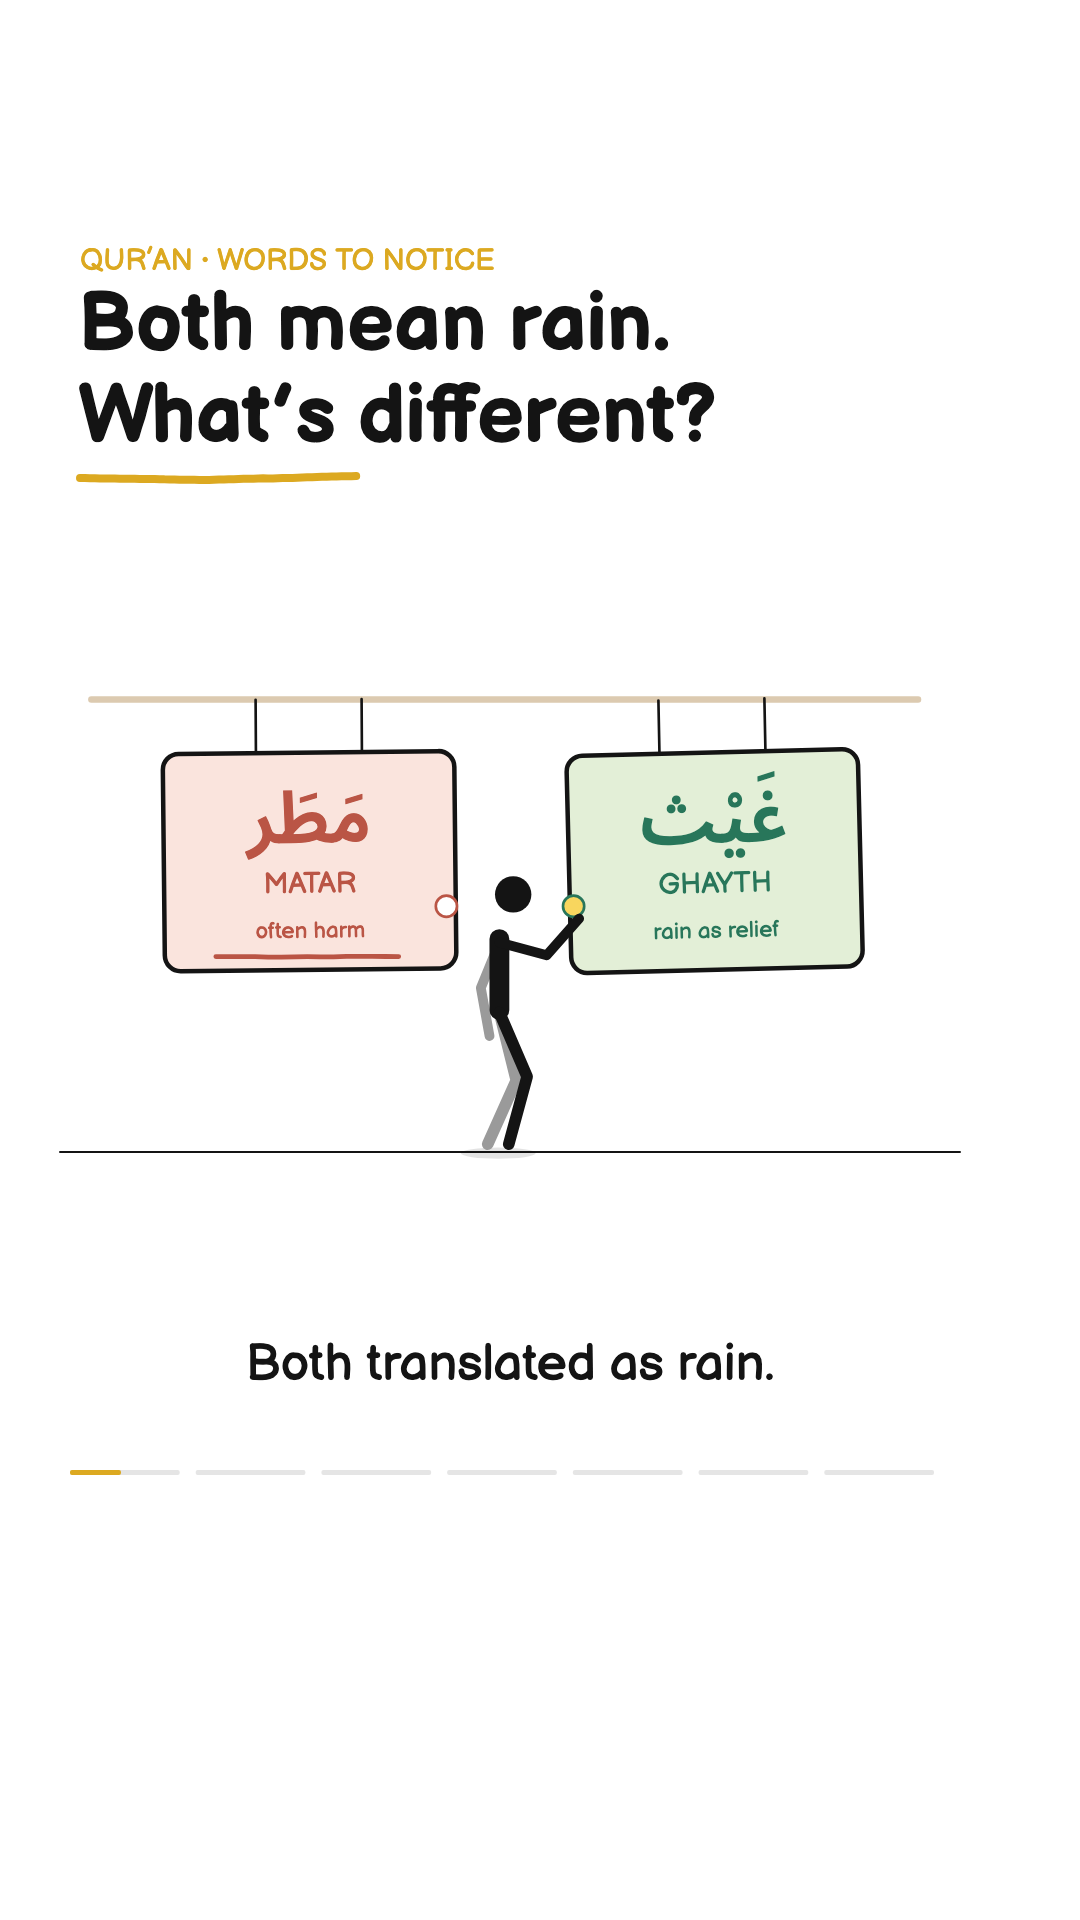 QUR’AN · WORDS TO NOTICE
Both mean rain.
What’s different?
مَطَر
MATAR
often harm
غَيْث
GHAYTH
rain as relief
Both translated as rain.